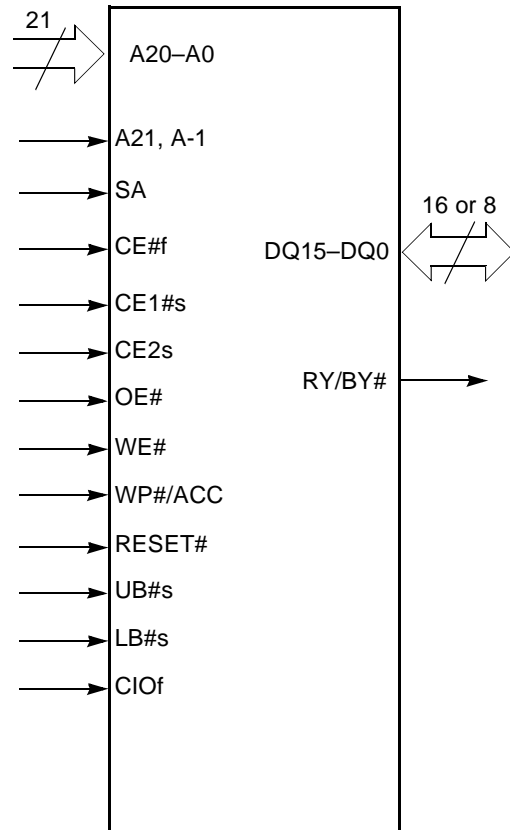 21
A20–A0
A21, A-1
SA
16 or 8
CE#f
DQ15–DQ0
CE1#s
CE2s
RY/BY#
OE#
WE#
WP#/ACC
RESET#
UB#s
LB#s
CIOf